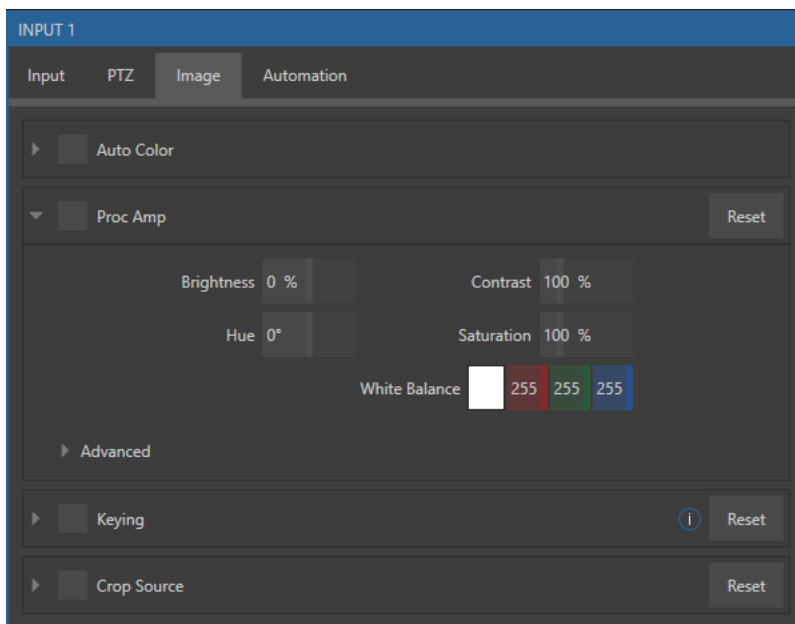 INPUT 1
Input PTZ Image Automation
Auto Color
Proc Amp Reset
Brightness 0 % Contrast 100 %
Hue 0° Saturation 100 %
White Balance 255 255 255
Advanced
Keying i Reset
Crop Source Reset